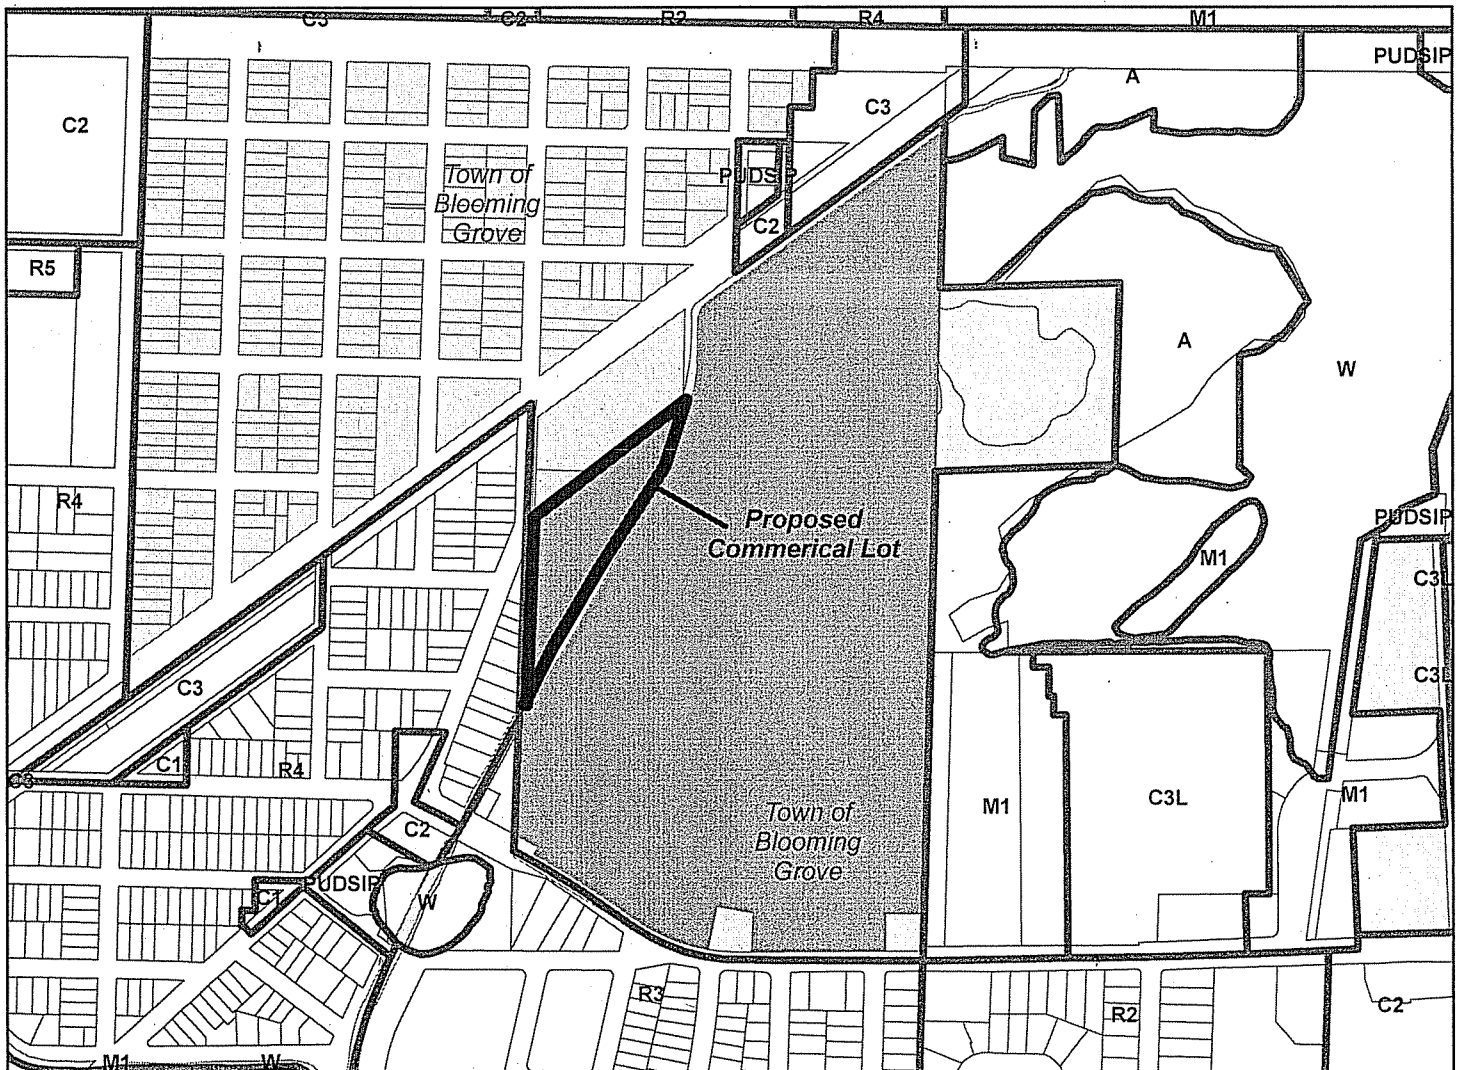 C3 C2 R2 R4 M1
PUDSIP
A
C3
C2
Town of
Blooming
Grove
PUDSIP
C2
R5
A
W
R4
Proposed
Commerical Lot
PUDSIP
M1
C3L
C3L
C3
C1
R4
C3
M1
C3L
M1
C2
Town of
Blooming
Grove
PUDSIP
C1
W
R3
R2
C2
M1 W